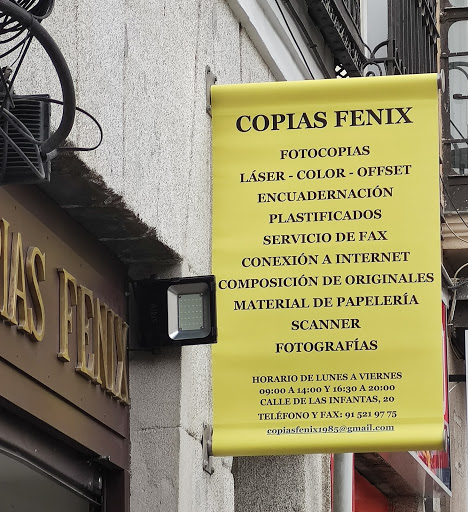 COPIAS FENIX
FOTOCOPIAS
LÁSER - COLOR - OFFSET
ENCUADERNACIÓN
PLASTIFICADOS
SERVICIO DE FAX
CONEXIÓN A INTERNET
COMPOSICIÓN DE ORIGINALES
MATERIAL DE PAPELERÍA
SCANNER
FOTOGRAFÍAS
HORARIO DE LUNES A VIERNES
09:00 A 14:00 Y 16:30 A 20:00
CALLE DE LAS INFANTAS, 20
TELÉFONO Y FAX: 91 521 97 75
copiasfenix1985@gmail.com
IAS FENIX